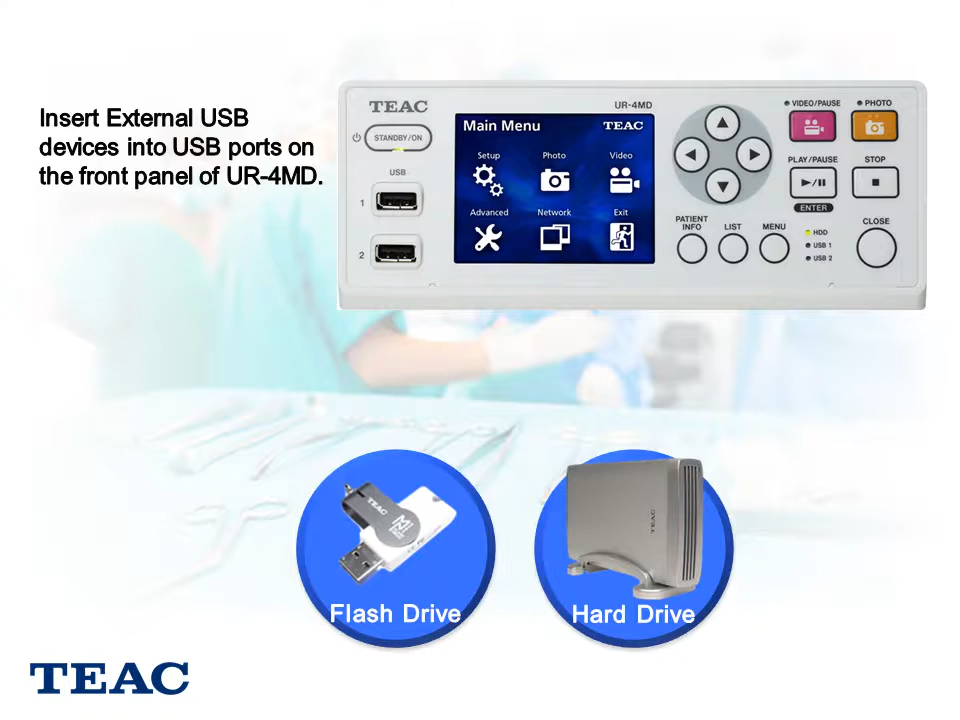 Insert External USB
devices into USB ports on
the front panel of UR-4MD.
TEAC
UR-4MD
STANDBY/ON
USB
1
2
Main Menu TEAC
Setup Photo Video
Advanced Network Exit
VIDEO/PAUSE PHOTO
PLAY/PAUSE STOP
ENTER
PATIENT
INFO LIST MENU
HDD
USB 1
USB 2
CLOSE
TEAC
TEAC
Flash Drive
Hard Drive
TEAC